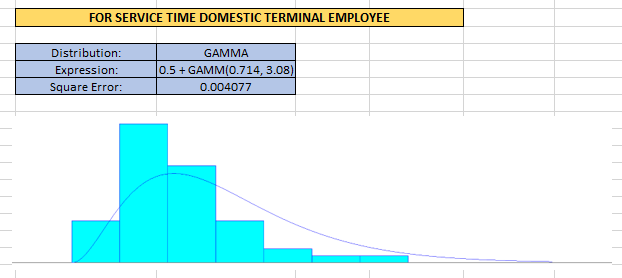 FOR SERVICE TIME DOMESTIC TERMINAL EMPLOYEE
Distribution: GAMMA
Expression: 0.5 + GAMM(0.714, 3.08)
Square Error: 0.004077